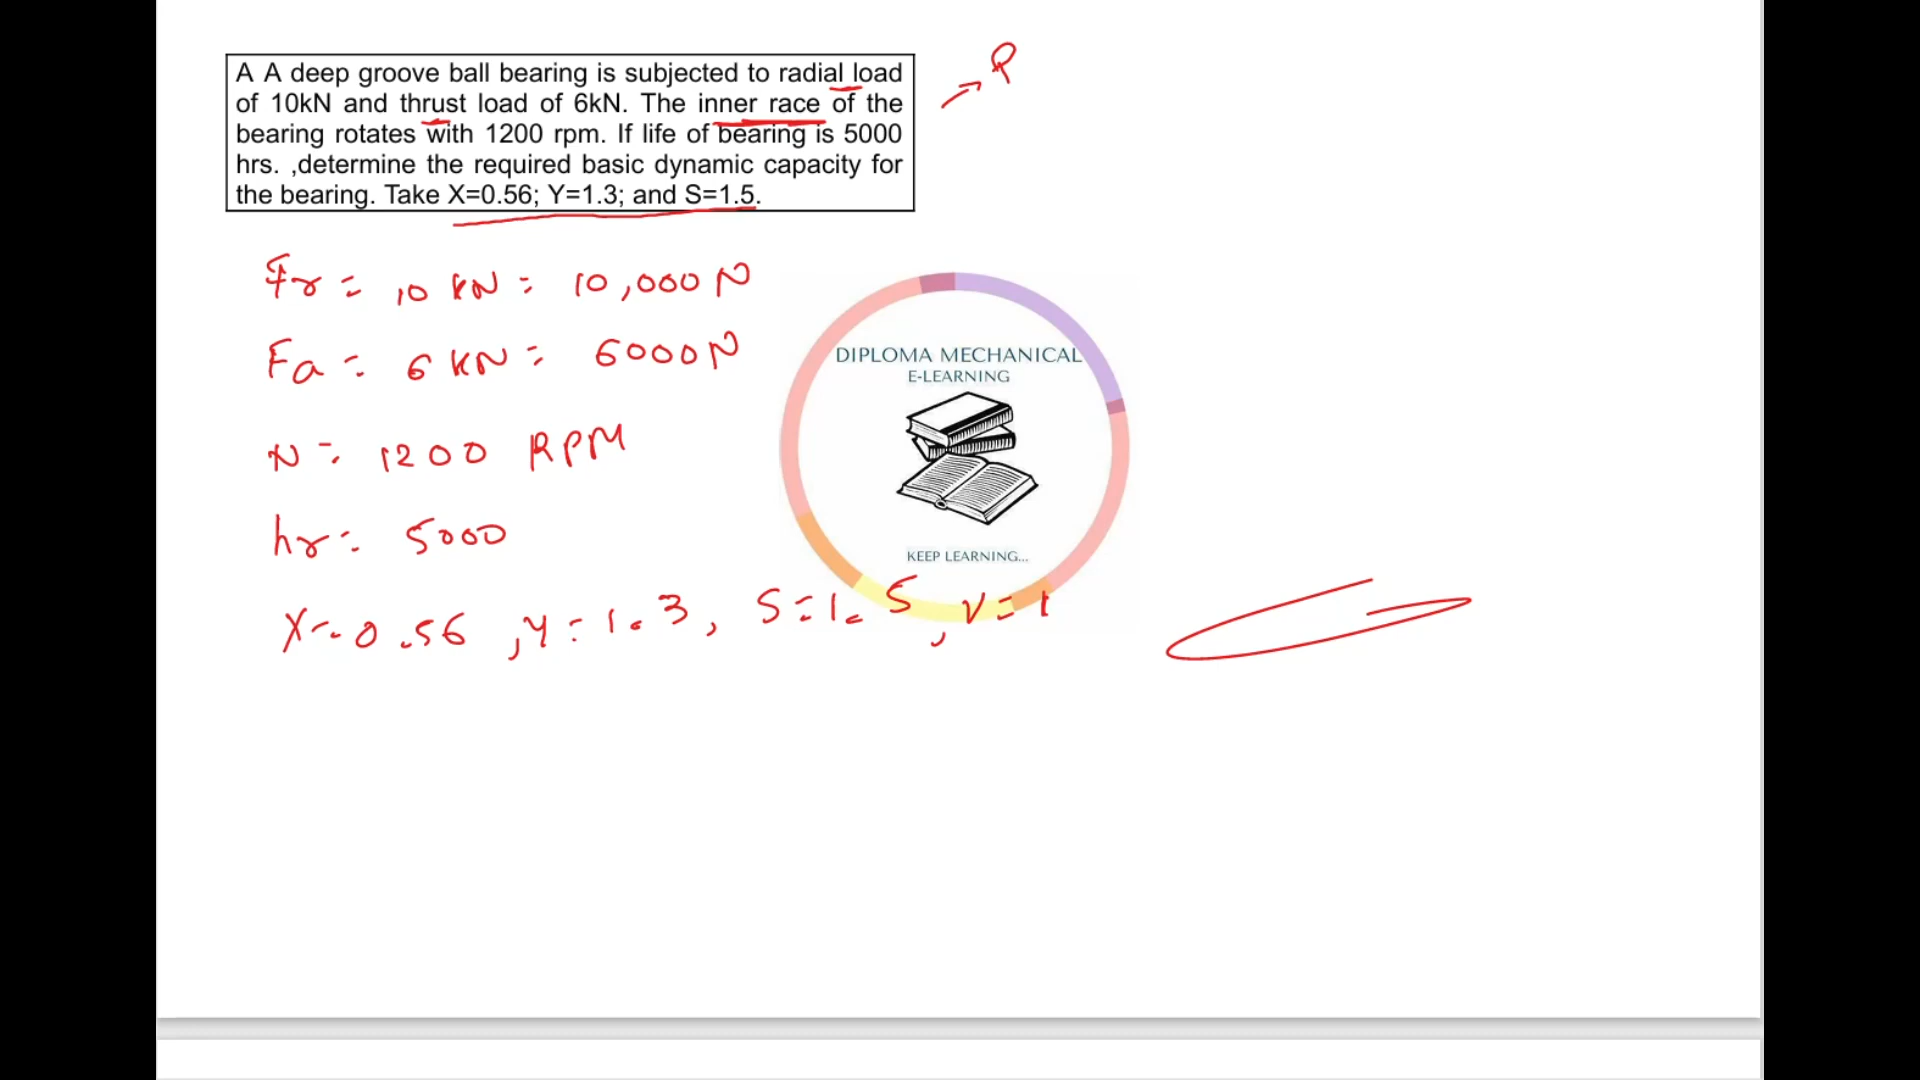 A A deep groove ball bearing is subjected to radial load
of 10kN and thrust load of 6kN. The inner race of the
bearing rotates with 1200 rpm. If life of bearing is 5000
hrs. ,determine the required basic dynamic capacity for
the bearing. Take X=0.56; Y=1.3; and S=1.5.
P
Fr = 10 kN = 10,000 N
Fa = 6 kN = 6000 N
DIPLOMA MECHANICAL
E-LEARNING
N = 1200 RPM
hr = 5000
KEEP LEARNING...
X = 0.56 , Y = 1.3 , S = 1.5 , V = 1